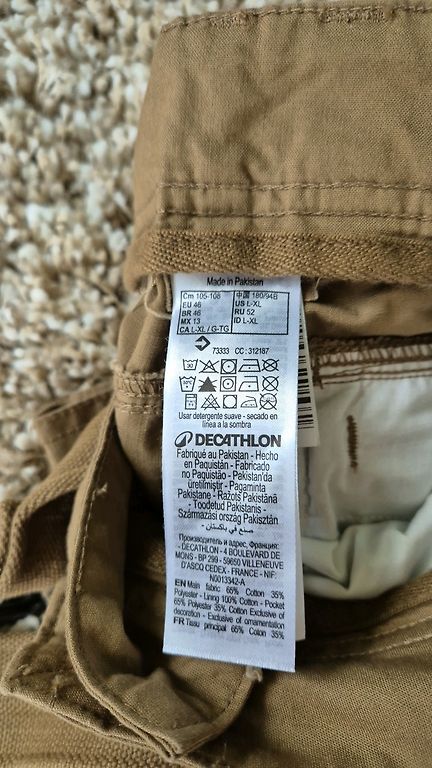 Made in Pakistan
Cm 105-108
EU 46
BR 46
MX 13
CA L-XL / G-TG
中国 180/94B
US L-XL
RU 52
ID L-XL
73333 CC : 312187
Usar detergente suave - secado en
línea a la sombra
DECATHLON
Fabriqué au Pakistan - Hecho
en Paquistán - Fabricado
no Paquistão - Pakistan'da
üretilmiştir - Pagaminta
Pakistane - Ražots Pakistānā
- Toodetud Pakistanis -
Származási ország Pakisztán
صنع في باكستان -
Производитель и адрес, Франция:
- DECATHLON - 4 BOULEVARD DE
MONS - BP 299 - 59650 VILLENEUVE
D'ASCQ CEDEX - FRANCE - NIF:
N0013342-A
EN Main fabric 65% Cotton 35%
Polyester - Lining 100% Cotton - Pocket
65% Polyester 35% Cotton Exclusive of
decoration - Exclusive of ornamentation
FR Tissu principal 65% Coton 35%